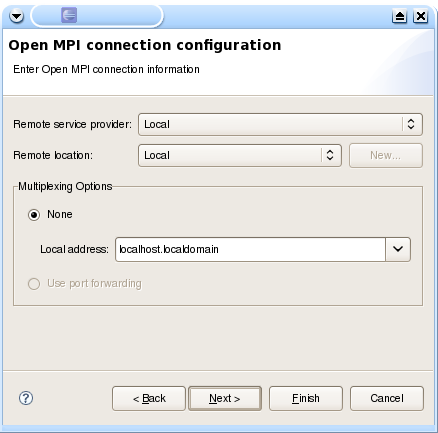 Open MPI connection configuration
Enter Open MPI connection information
Remote service provider: Local
Remote location: Local New...
Multiplexing Options
None
Local address: localhost.localdomain
Use port forwarding
? < Back Next > Finish Cancel